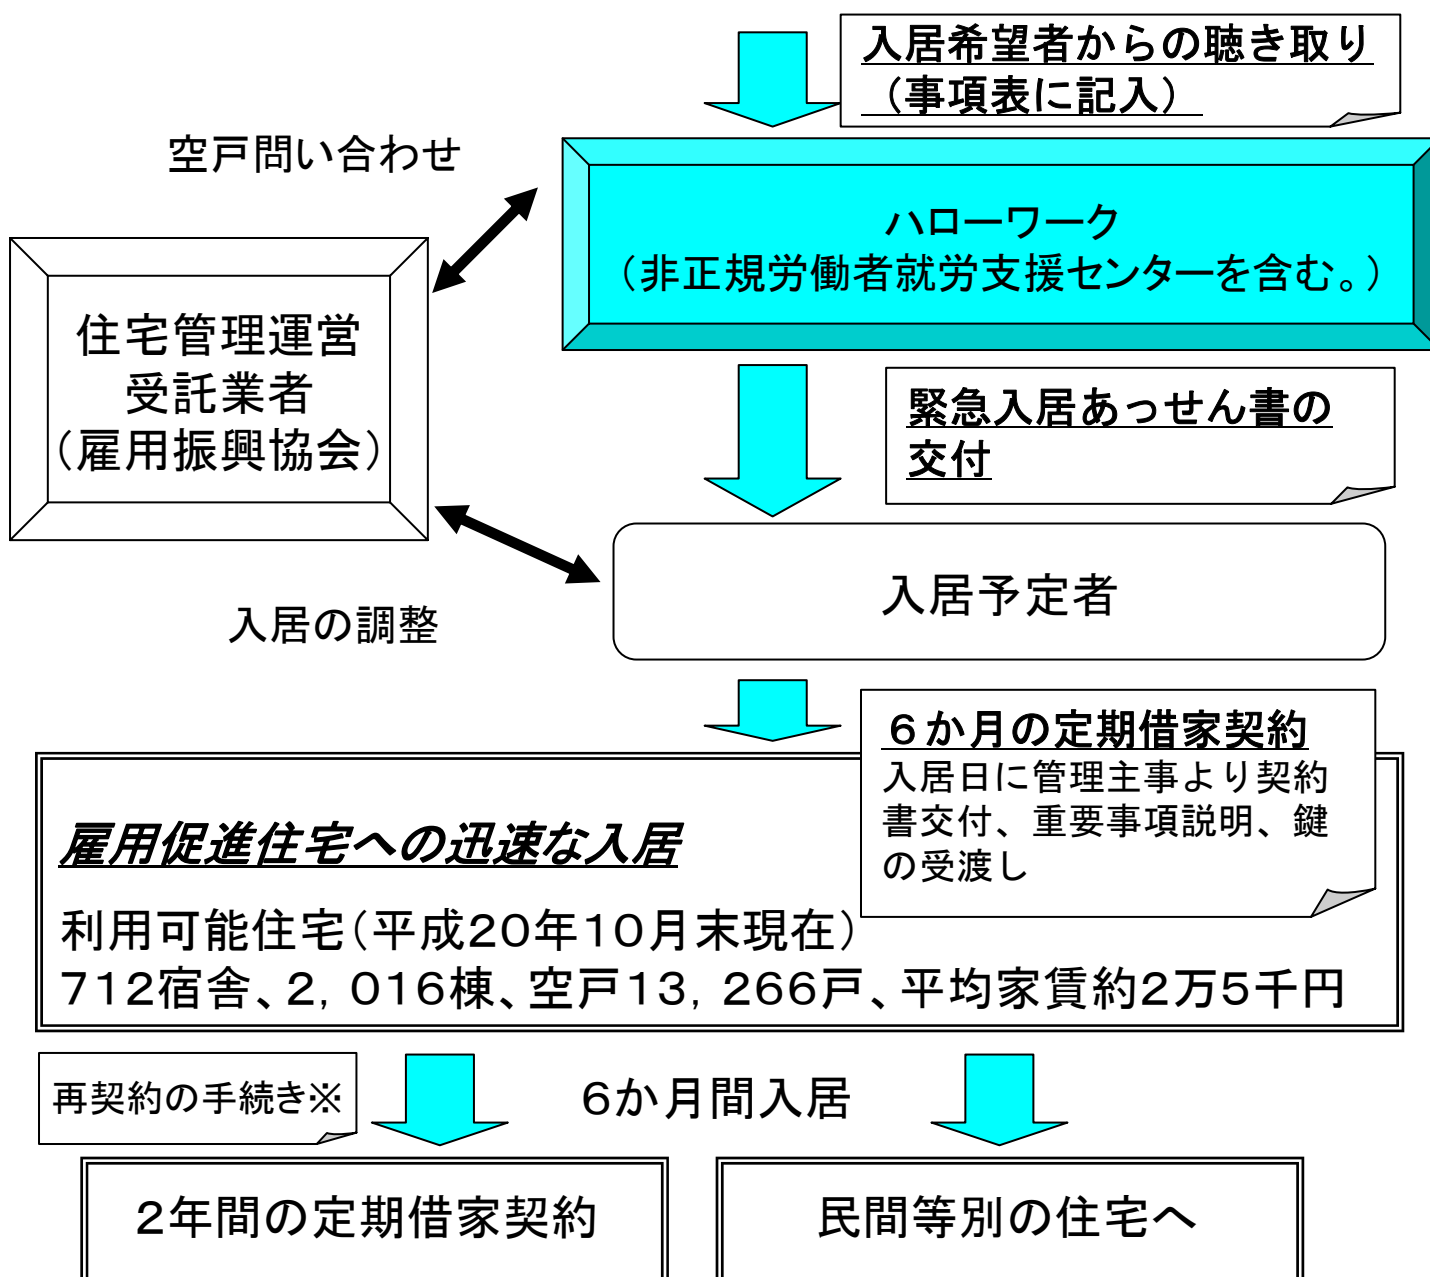 入居希望者からの聴き取り
（事項表に記入）
空戸問い合わせ
ハローワーク
（非正規労働者就労支援センターを含む。）
住宅管理運営
受託業者
（雇用振興協会）
緊急入居あっせん書の
交付
入居予定者
入居の調整
６か月の定期借家契約
入居日に管理主事より契約
書交付、重要事項説明、鍵
の受渡し
雇用促進住宅への迅速な入居
利用可能住宅（平成２０年１０月末現在）
７１２宿舎、２，０１６棟、空戸１３，２６６戸、平均家賃約２万５千円
再契約の手続き※
６か月間入居
２年間の定期借家契約
民間等別の住宅へ